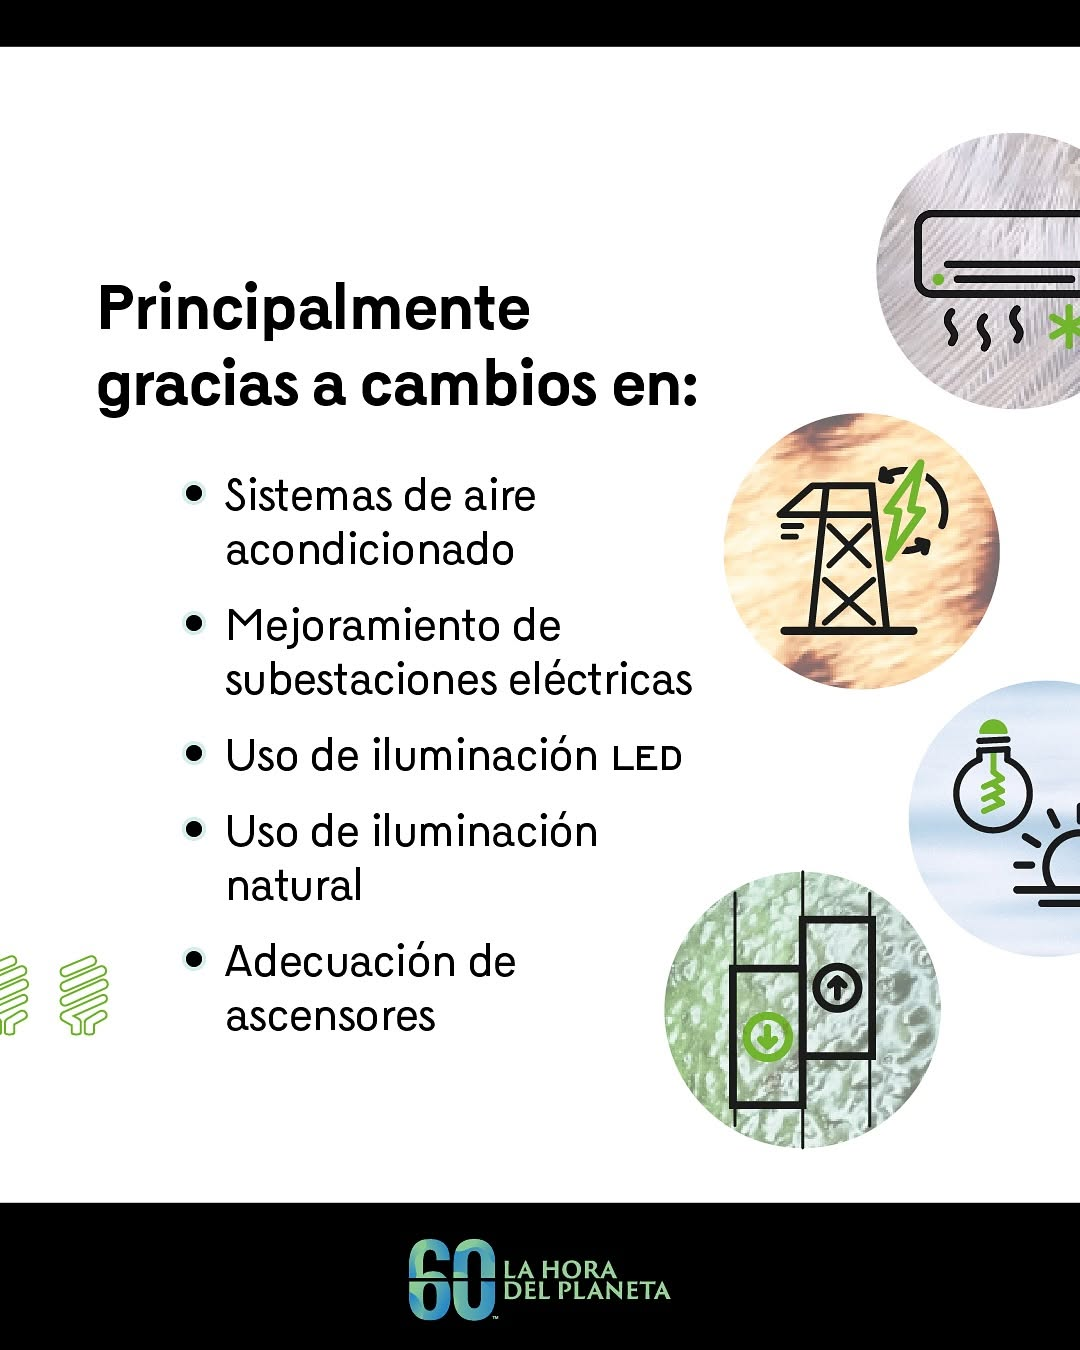 Principalmente
gracias a cambios en:
• Sistemas de aire
acondicionado
• Mejoramiento de
subestaciones eléctricas
• Uso de iluminación LED
• Uso de iluminación
natural
• Adecuación de
ascensores
60 LA HORA
DEL PLANETA
™